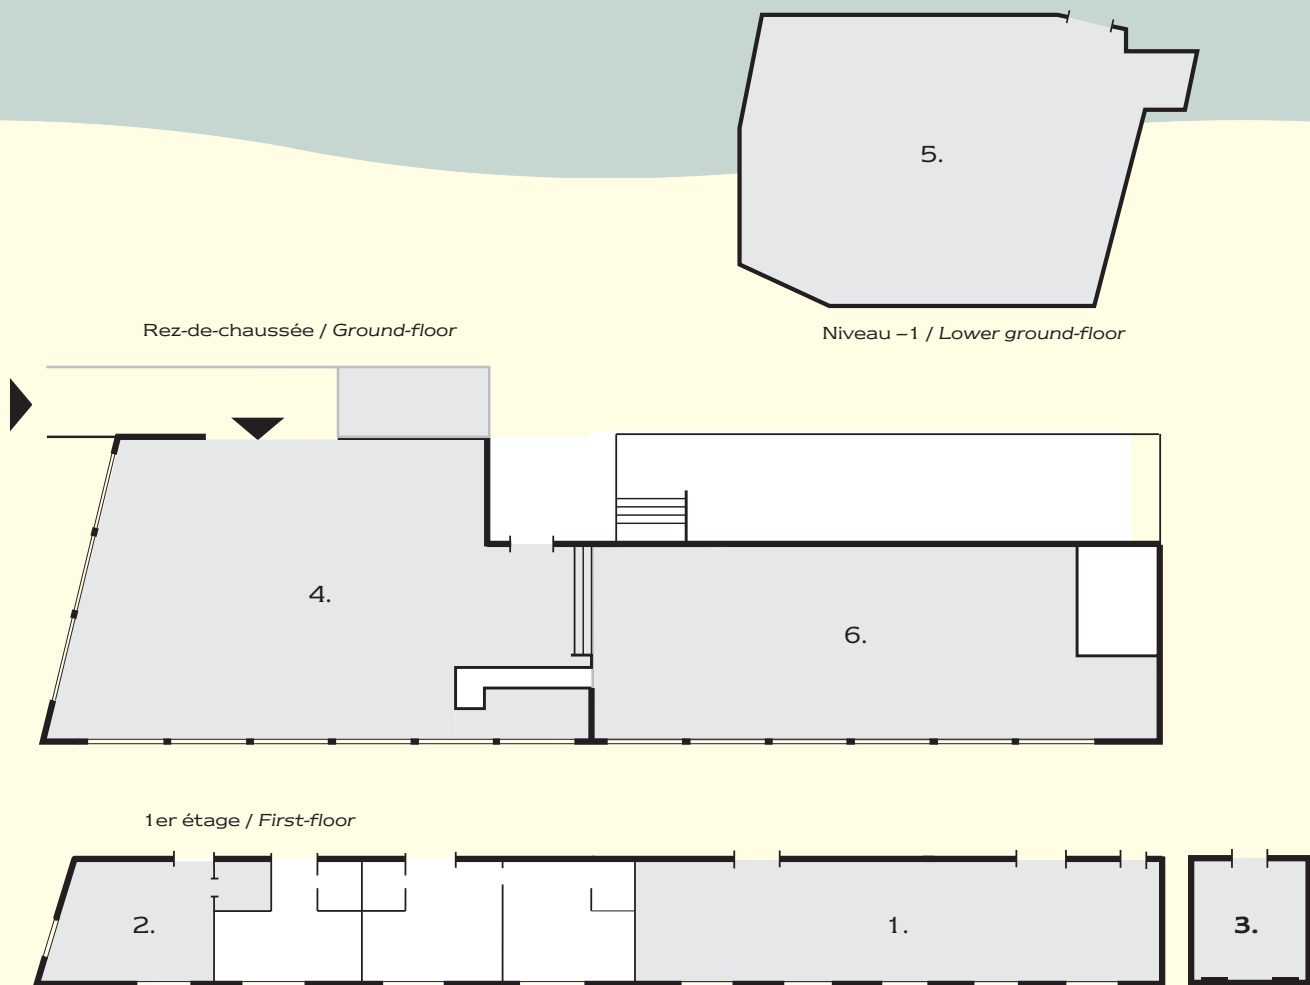 5.
Rez-de-chaussée / Ground-floor
Niveau –1 / Lower ground-floor
4.
6.
1er étage / First-floor
2.
1.
3.